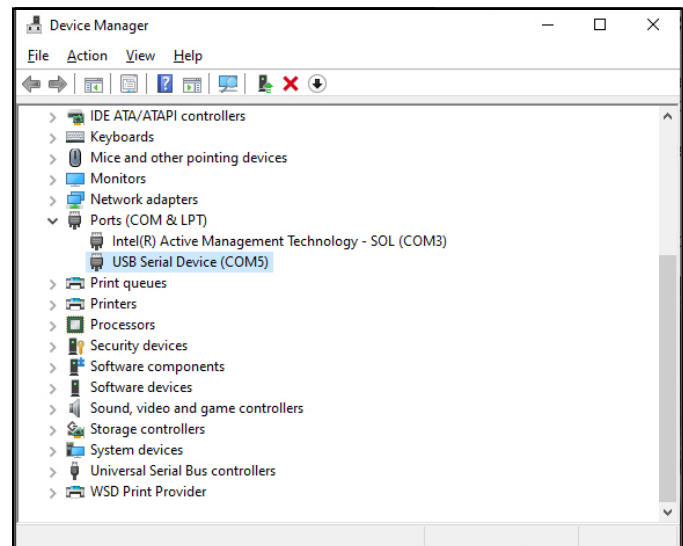 Device Manager
File Action View Help
IDE ATA/ATAPI controllers
Keyboards
Mice and other pointing devices
Monitors
Network adapters
Ports (COM & LPT)
Intel(R) Active Management Technology - SOL (COM3)
USB Serial Device (COM5)
Print queues
Printers
Processors
Security devices
Software components
Software devices
Sound, video and game controllers
Storage controllers
System devices
Universal Serial Bus controllers
WSD Print Provider